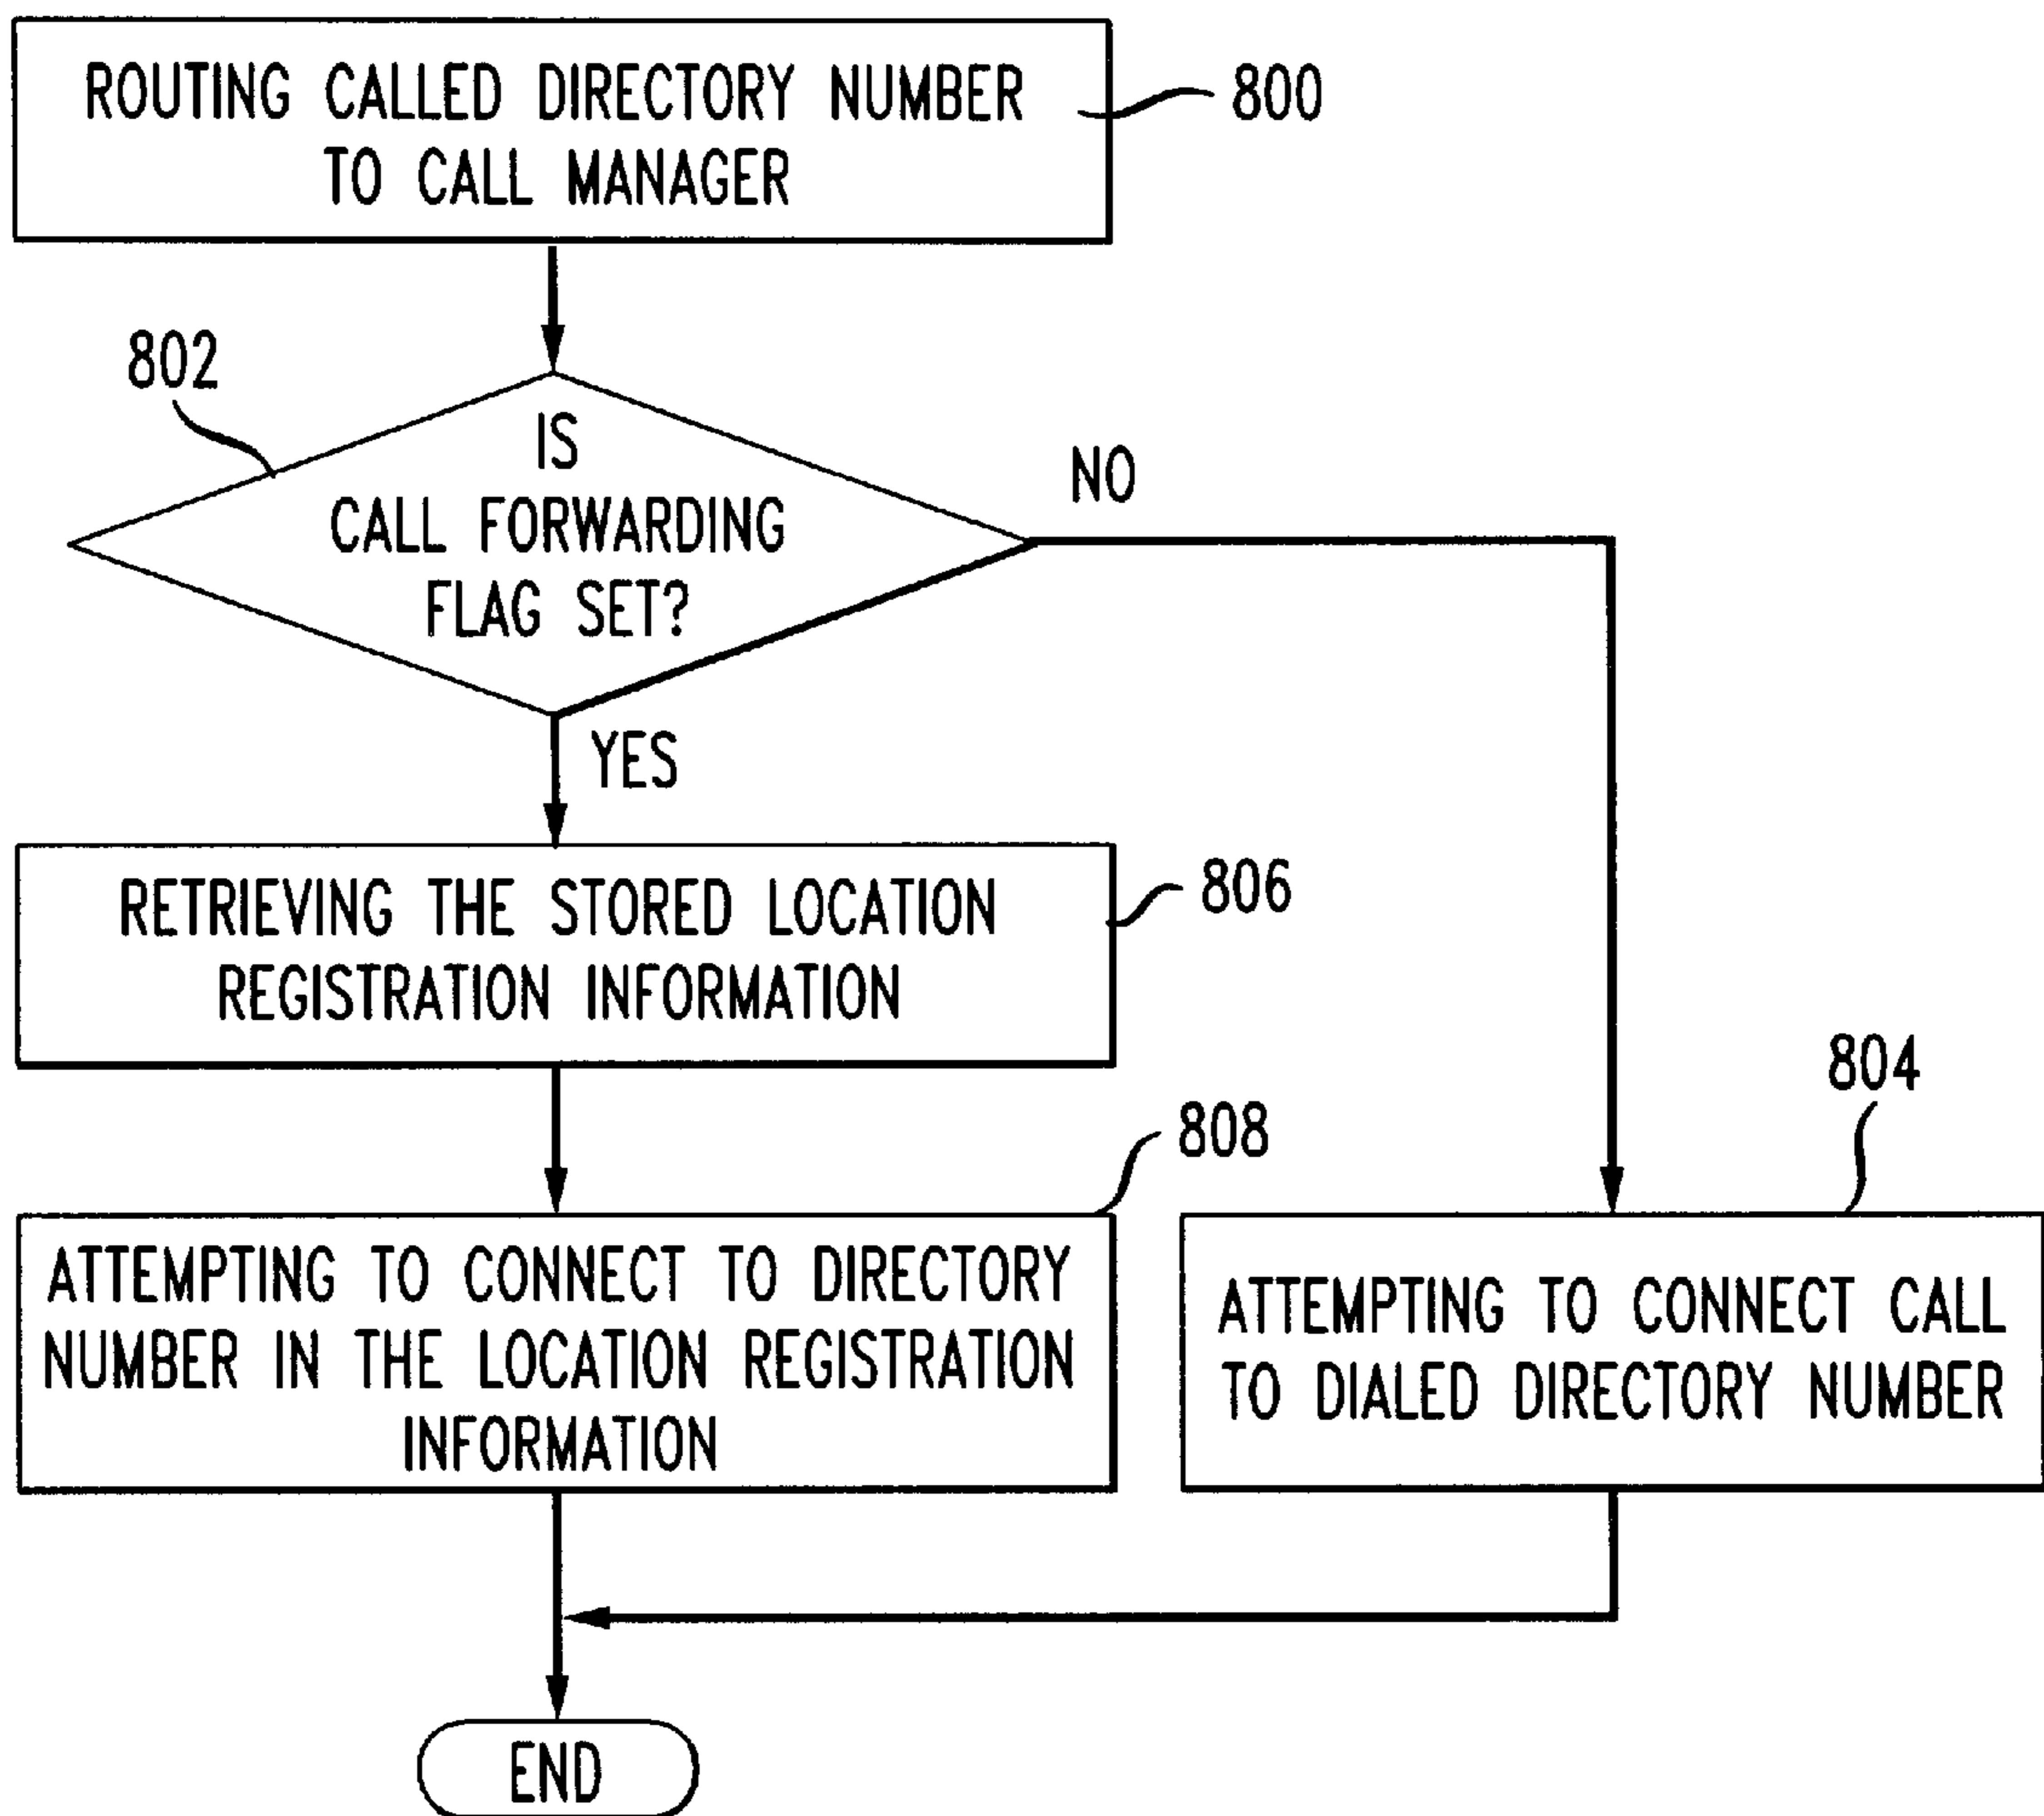 ROUTING CALLED DIRECTORY NUMBER
TO CALL MANAGER
800
802
IS
CALL FORWARDING
FLAG SET?
NO
YES
RETRIEVING THE STORED LOCATION
REGISTRATION INFORMATION
806
808
ATTEMPTING TO CONNECT TO DIRECTORY
NUMBER IN THE LOCATION REGISTRATION
INFORMATION
804
ATTEMPTING TO CONNECT CALL
TO DIALED DIRECTORY NUMBER
END